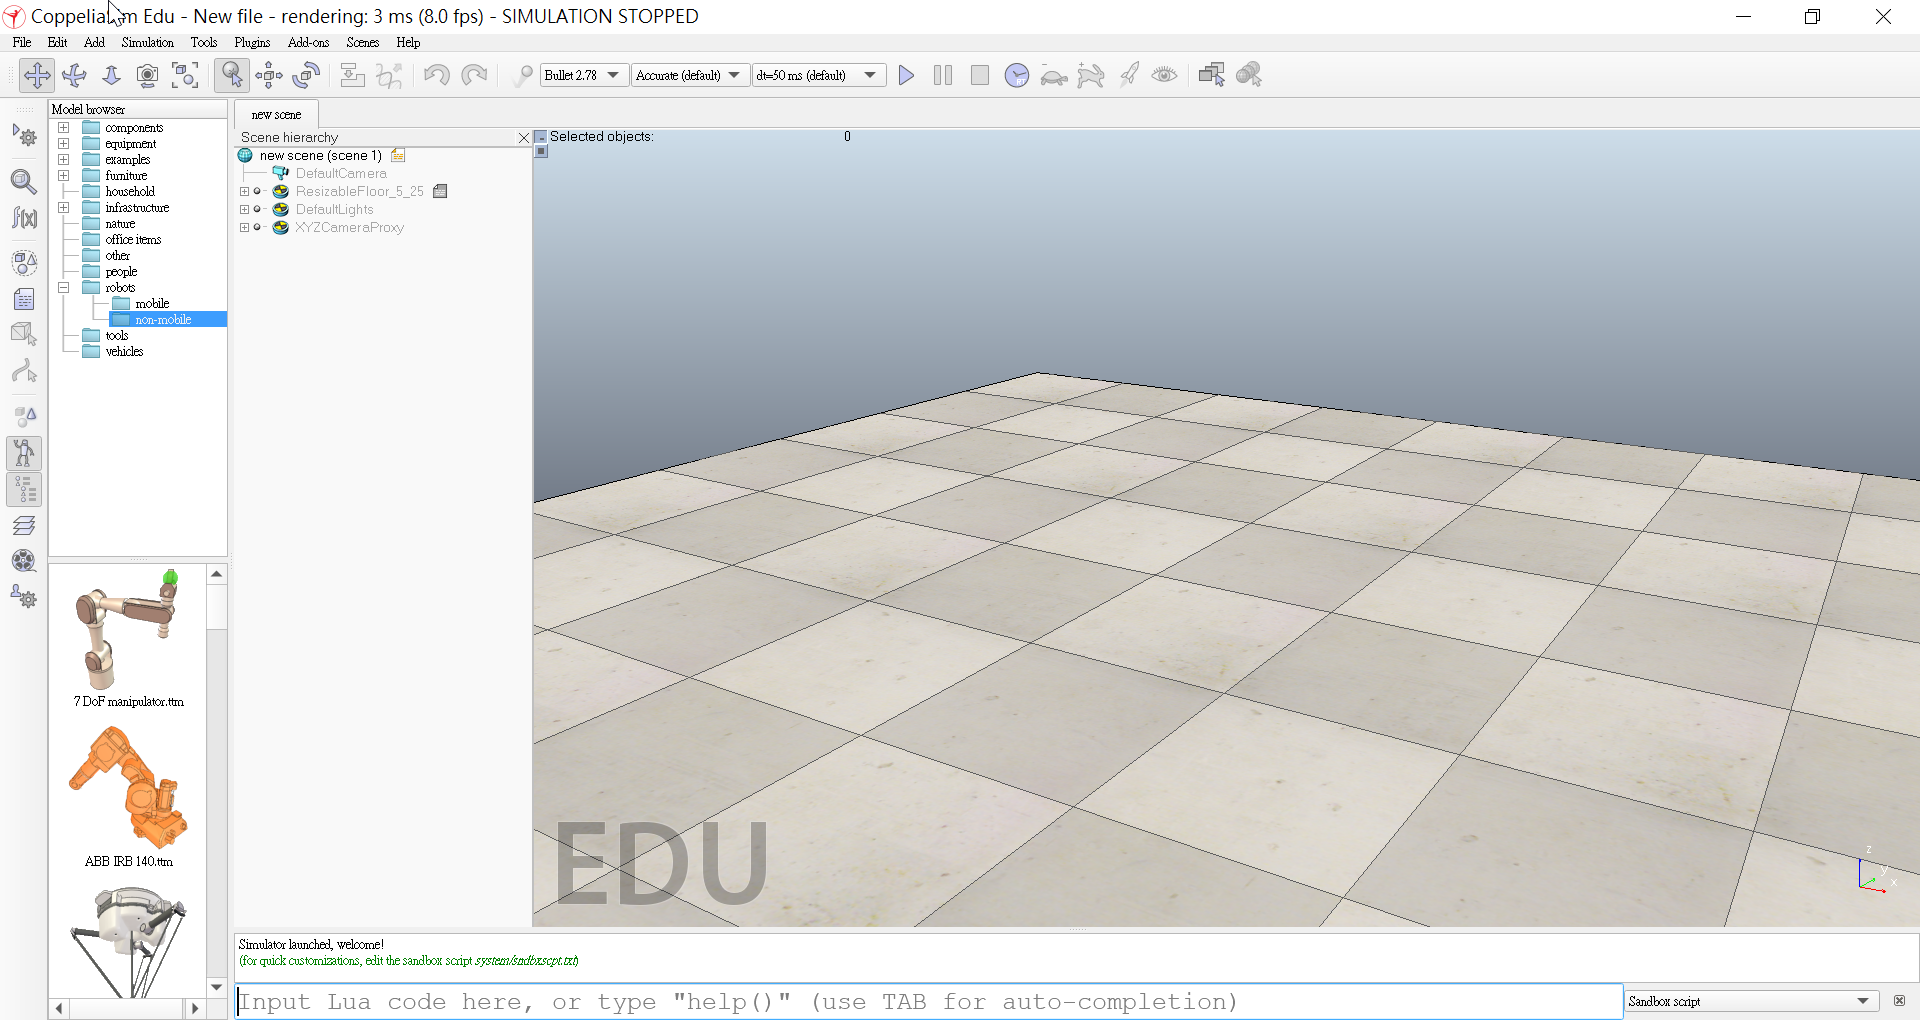 Edu - New file - rendering: 3 ms (8.0 fps) - SIMULATION STOPPED
File Edit Add Simulation Tools Plugins Add-ons Scenes Help
Bullet 2.78 Accurate (default) dt=50 ms (default)
Model browser
components
equipment
examples
furniture
household
infrastructure
nature
office items
other
people
robots
mobile
non-mobile
tools
vehicles
7 DoF manipulator.ttm
ABB IRB 140.ttm
new scene
Scene hierarchy
new scene (scene 1)
DefaultCamera
ResizableFloor_5_25
DefaultLights
XYZCameraProxy
f(x)
Selected objects: 0
EDU
z
y
x
Simulator launched, welcome!
(for quick customizations, edit the sandbox script system/sndbxscpt.txt)
Input Lua code here, or type "help()" (use TAB for auto-completion)
Sandbox script